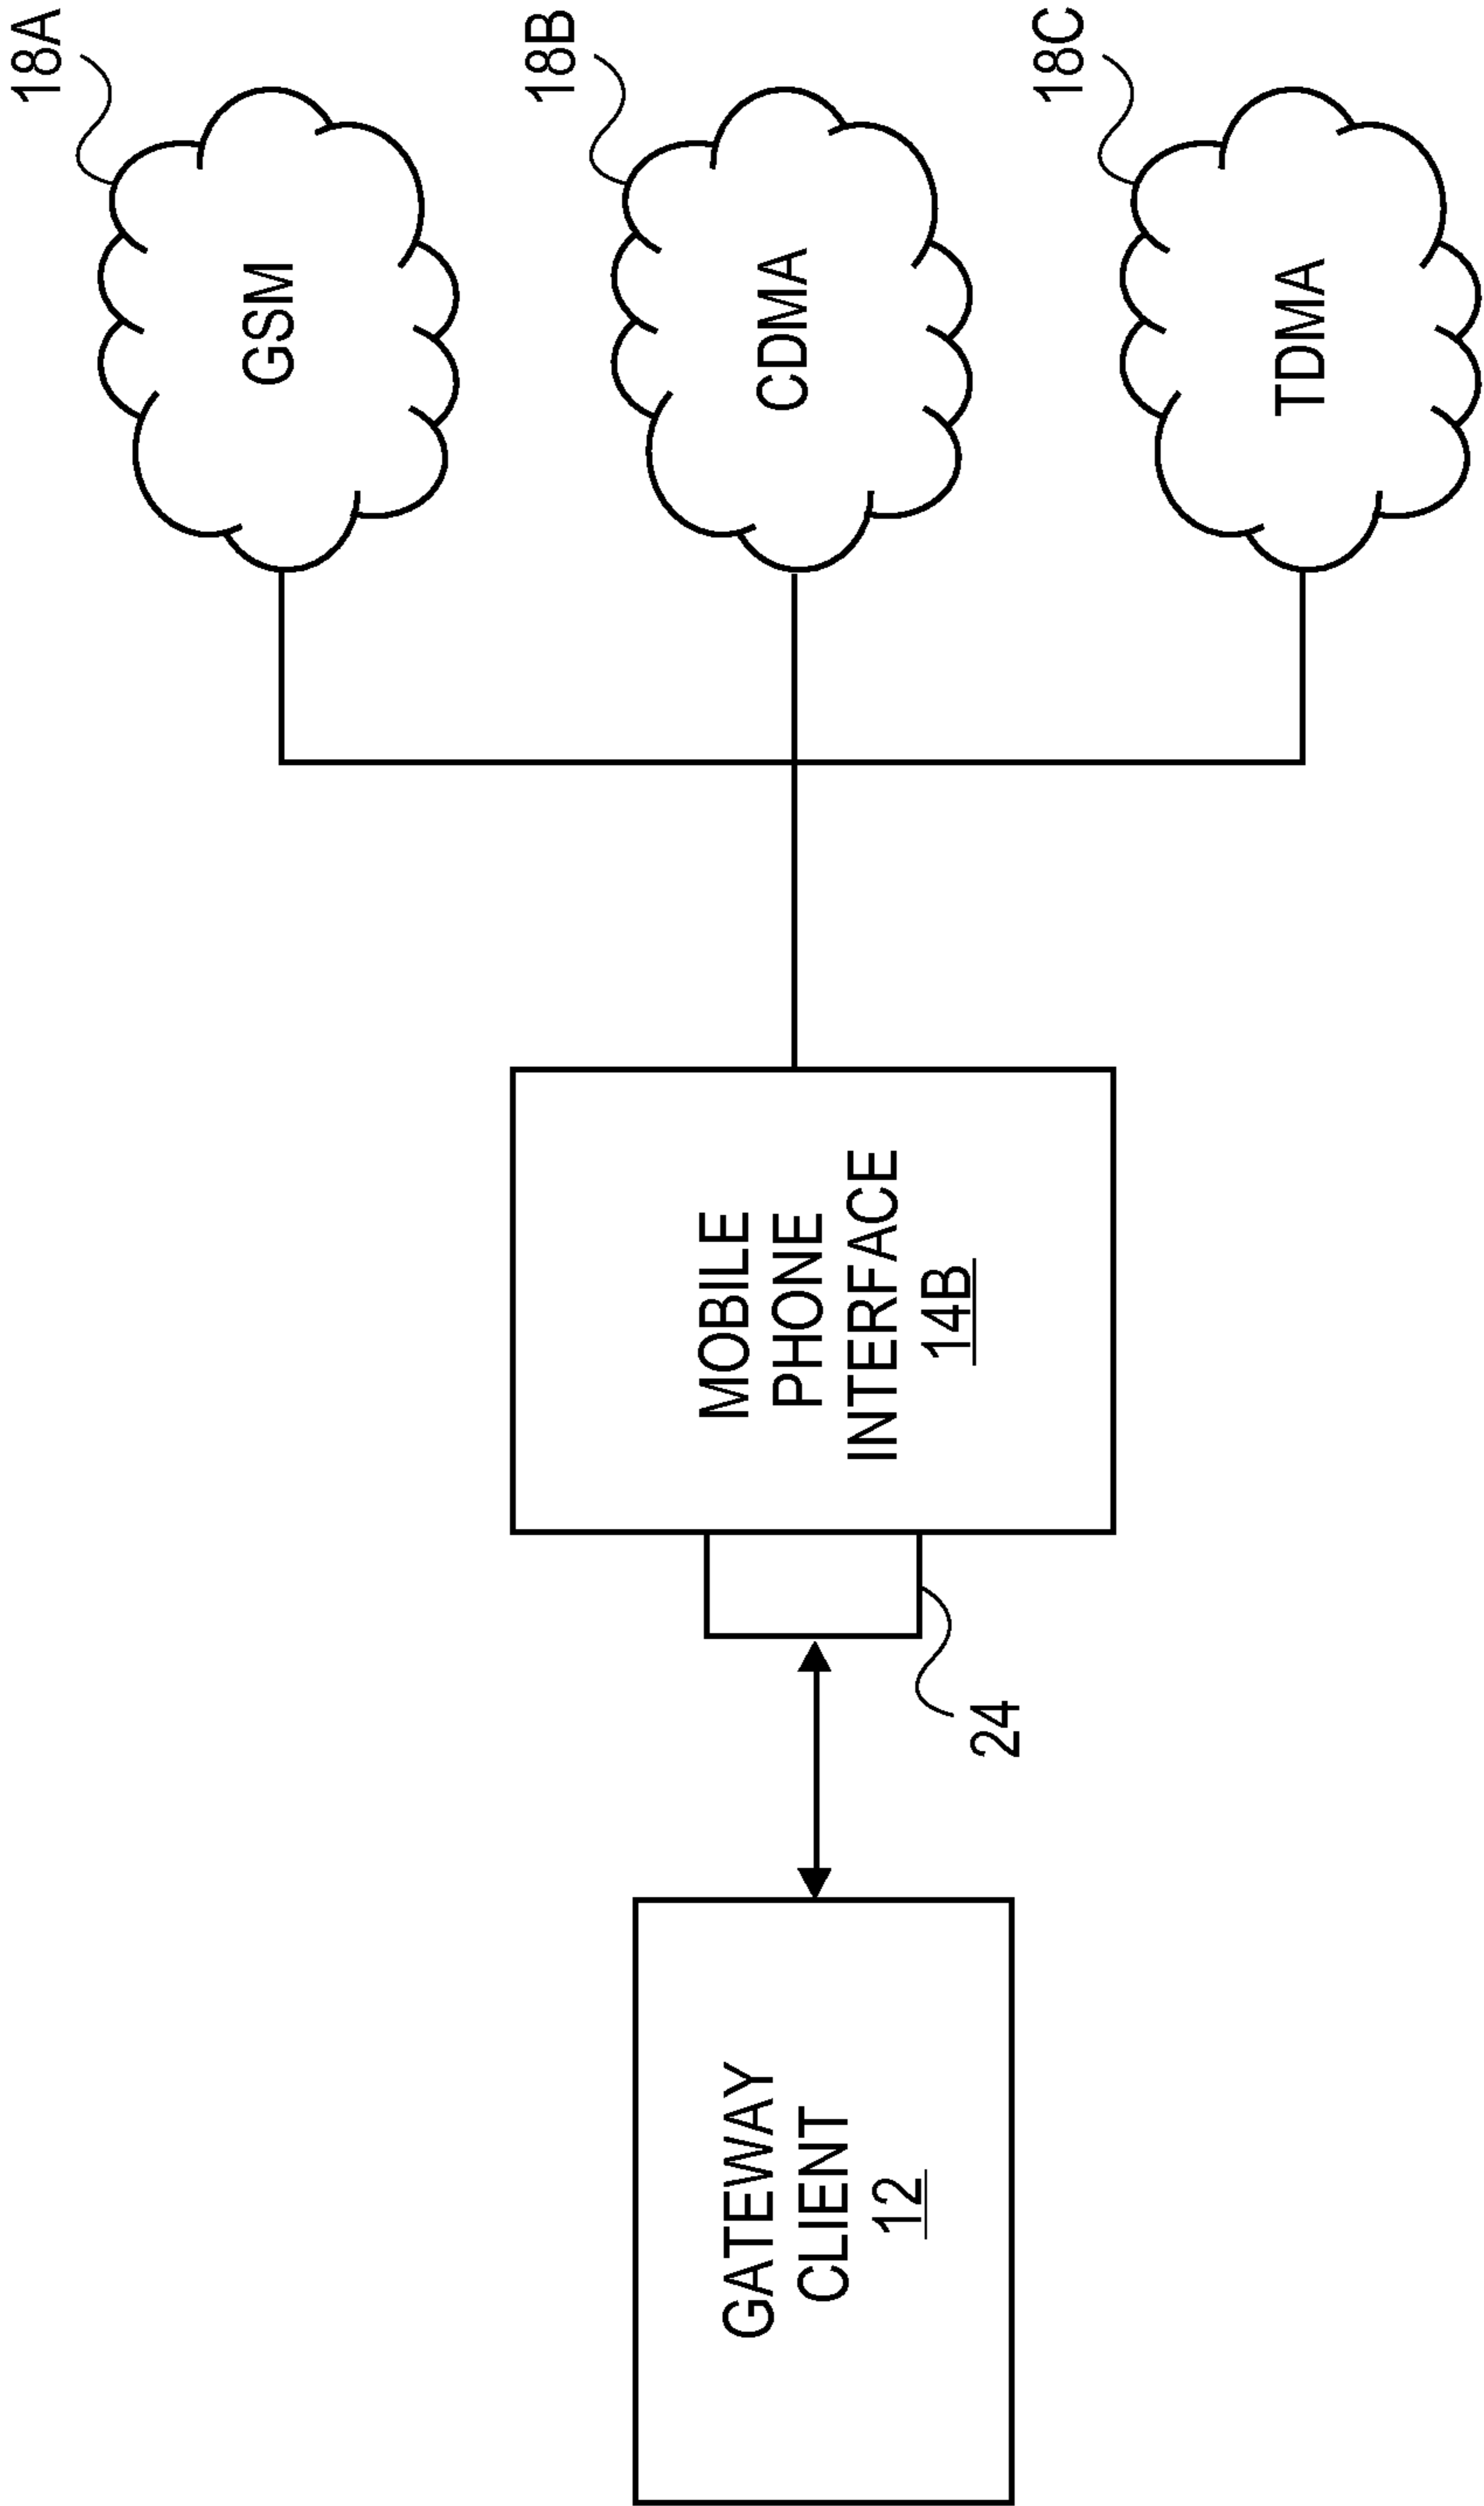 18A
GSM
18B
CDMA
18C
TDMA
MOBILE
PHONE
INTERFACE
14B
24
GATEWAY
CLIENT
12